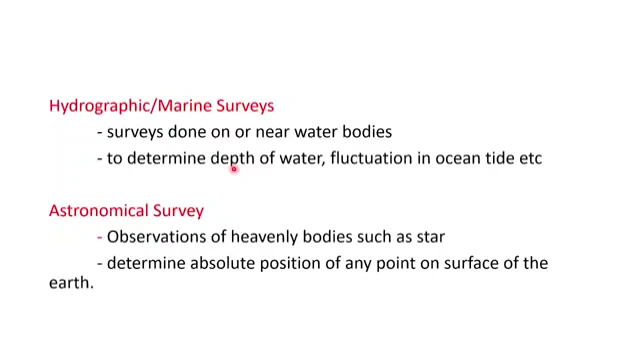 Hydrographic/Marine Surveys
- surveys done on or near water bodies
- to determine depth of water, fluctuation in ocean tide etc
Astronomical Survey
- Observations of heavenly bodies such as star
- determine absolute position of any point on surface of the
earth.